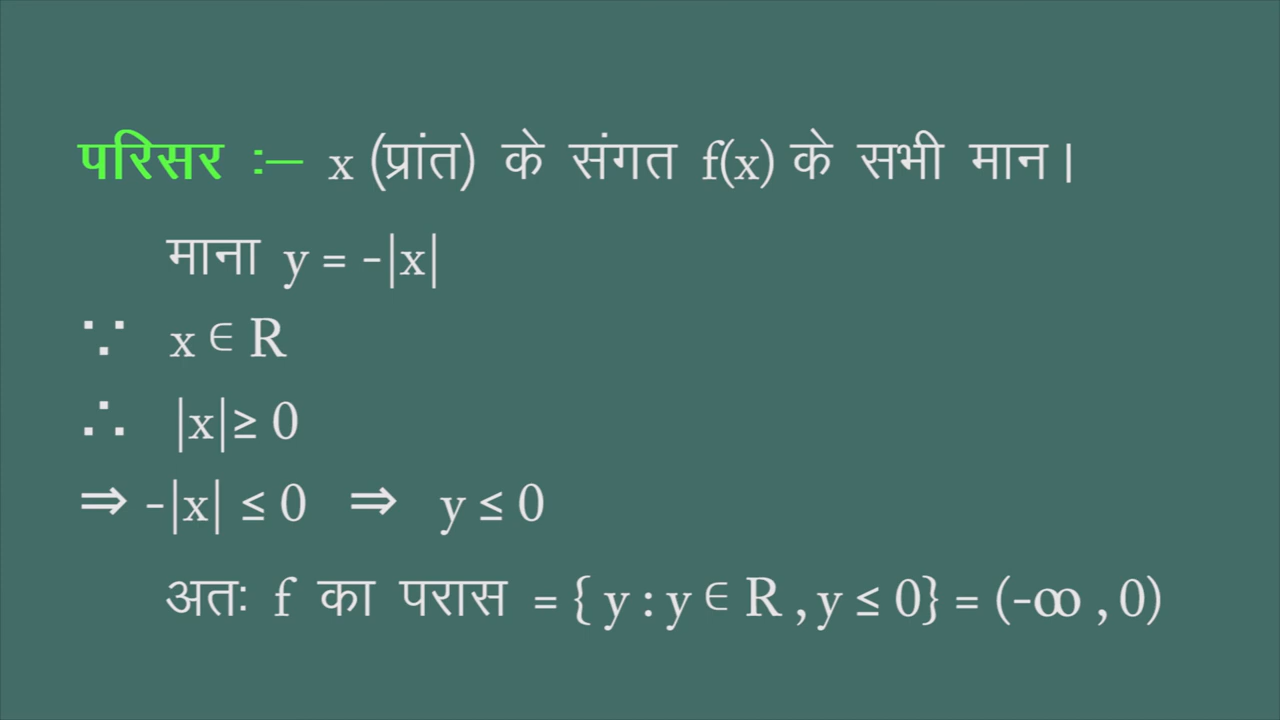 परिसर :– x (प्रांत) के संगत f(x) के सभी मान।
माना y = -|x|
∵ x ∈ R
∴ |x|≥ 0
⇒ -|x| ≤ 0 ⇒ y ≤ 0
अतः f का परास = { y : y ∈ R , y ≤ 0} = (-∞ , 0)